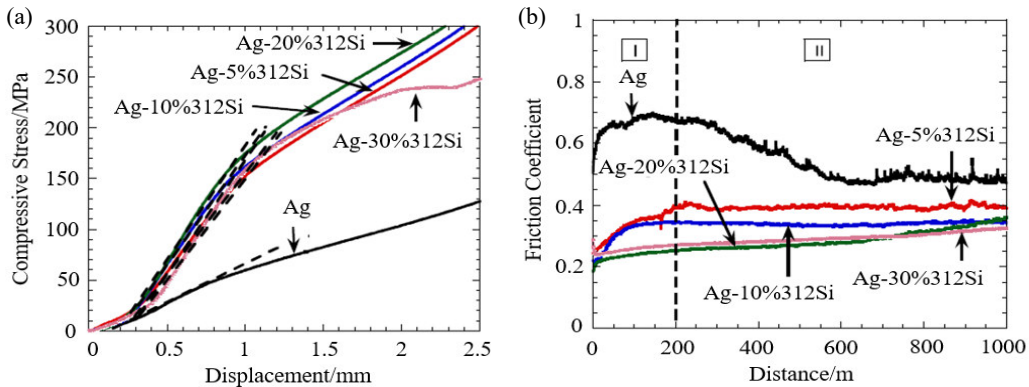 (a)
300
250
200
150
100
50
0
Compressive Stress/MPa
Ag-20%312Si
Ag-5%312Si
Ag-10%312Si
Ag-30%312Si
Ag
0 0.5 1 1.5 2 2.5
Displacement/mm
(b)
1
0.8
0.6
0.4
0.2
0
Friction Coefficient
I II
Ag
Ag-5%312Si
Ag-20%312Si
Ag-10%312Si
Ag-30%312Si
0 200 400 600 800 1000
Distance/m